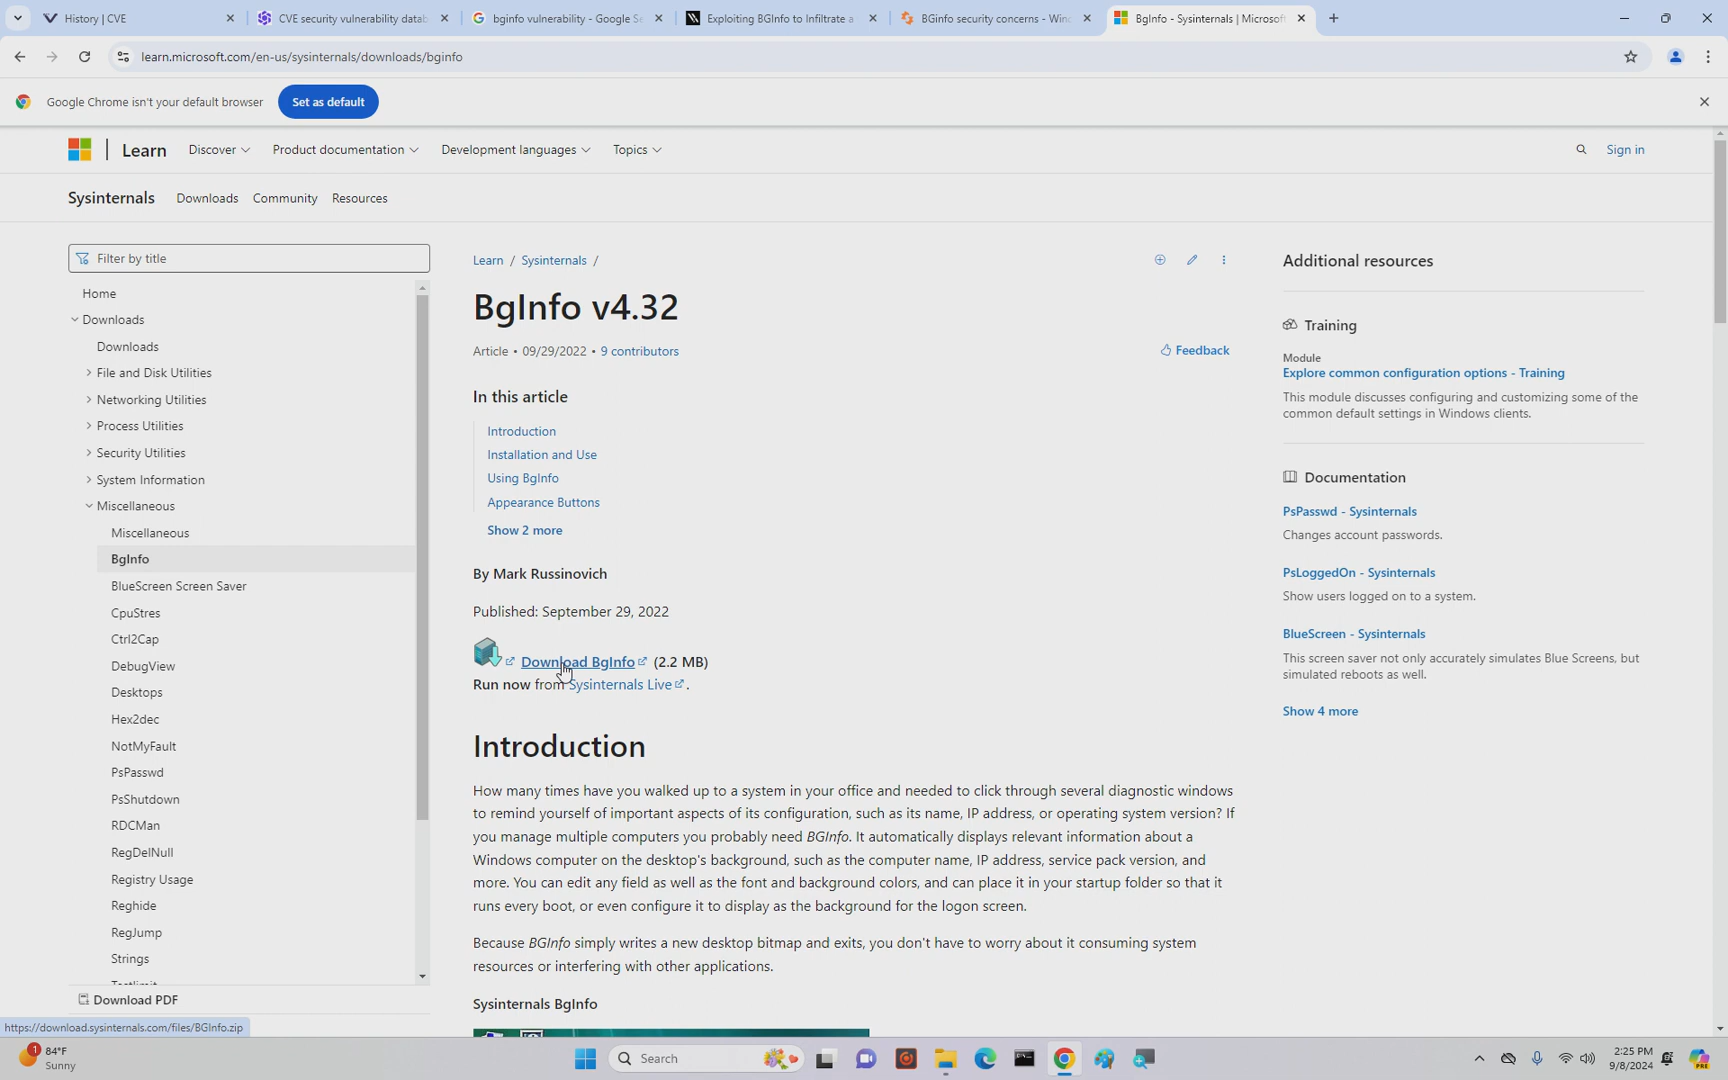 History | CVE
CVE security vulnerability datab
bginfo vulnerability - Google Se
Exploiting BGInfo to Infiltrate a
BGinfo security concerns - Wind
BgInfo - Sysinternals | Microsoft
learn.microsoft.com/en-us/sysinternals/downloads/bginfo
Google Chrome isn't your default browser
Set as default
Learn
Discover
Product documentation
Development languages
Topics
Sign in
Sysinternals
Downloads
Community
Resources
Filter by title
Home
Downloads
Downloads
File and Disk Utilities
Networking Utilities
Process Utilities
Security Utilities
System Information
Miscellaneous
Miscellaneous
BgInfo
BlueScreen Screen Saver
CpuStres
Ctrl2Cap
DebugView
Desktops
Hex2dec
NotMyFault
PsPasswd
PsShutdown
RDCMan
RegDelNull
Registry Usage
Reghide
RegJump
Strings
Download PDF
https://download.sysinternals.com/files/BGInfo.zip
Learn / Sysinternals /
BgInfo v4.32
Article • 09/29/2022 • 9 contributors
Feedback
In this article
Introduction
Installation and Use
Using BgInfo
Appearance Buttons
Show 2 more
By Mark Russinovich
Published: September 29, 2022
Download BgInfo (2.2 MB)
Run now from Sysinternals Live.
Introduction
How many times have you walked up to a system in your office and needed to click through several diagnostic windows
to remind yourself of important aspects of its configuration, such as its name, IP address, or operating system version? If
you manage multiple computers you probably need BGInfo. It automatically displays relevant information about a
Windows computer on the desktop's background, such as the computer name, IP address, service pack version, and
more. You can edit any field as well as the font and background colors, and can place it in your startup folder so that it
runs every boot, or even configure it to display as the background for the logon screen.
Because BGInfo simply writes a new desktop bitmap and exits, you don't have to worry about it consuming system
resources or interfering with other applications.
Sysinternals BgInfo
Additional resources
Training
Module
Explore common configuration options - Training
This module discusses configuring and customizing some of the
common default settings in Windows clients.
Documentation
PsPasswd - Sysinternals
Changes account passwords.
PsLoggedOn - Sysinternals
Show users logged on to a system.
BlueScreen - Sysinternals
This screen saver not only accurately simulates Blue Screens, but
simulated reboots as well.
Show 4 more
1
84°F
Sunny
Search
2:25 PM
9/8/2024
PRE